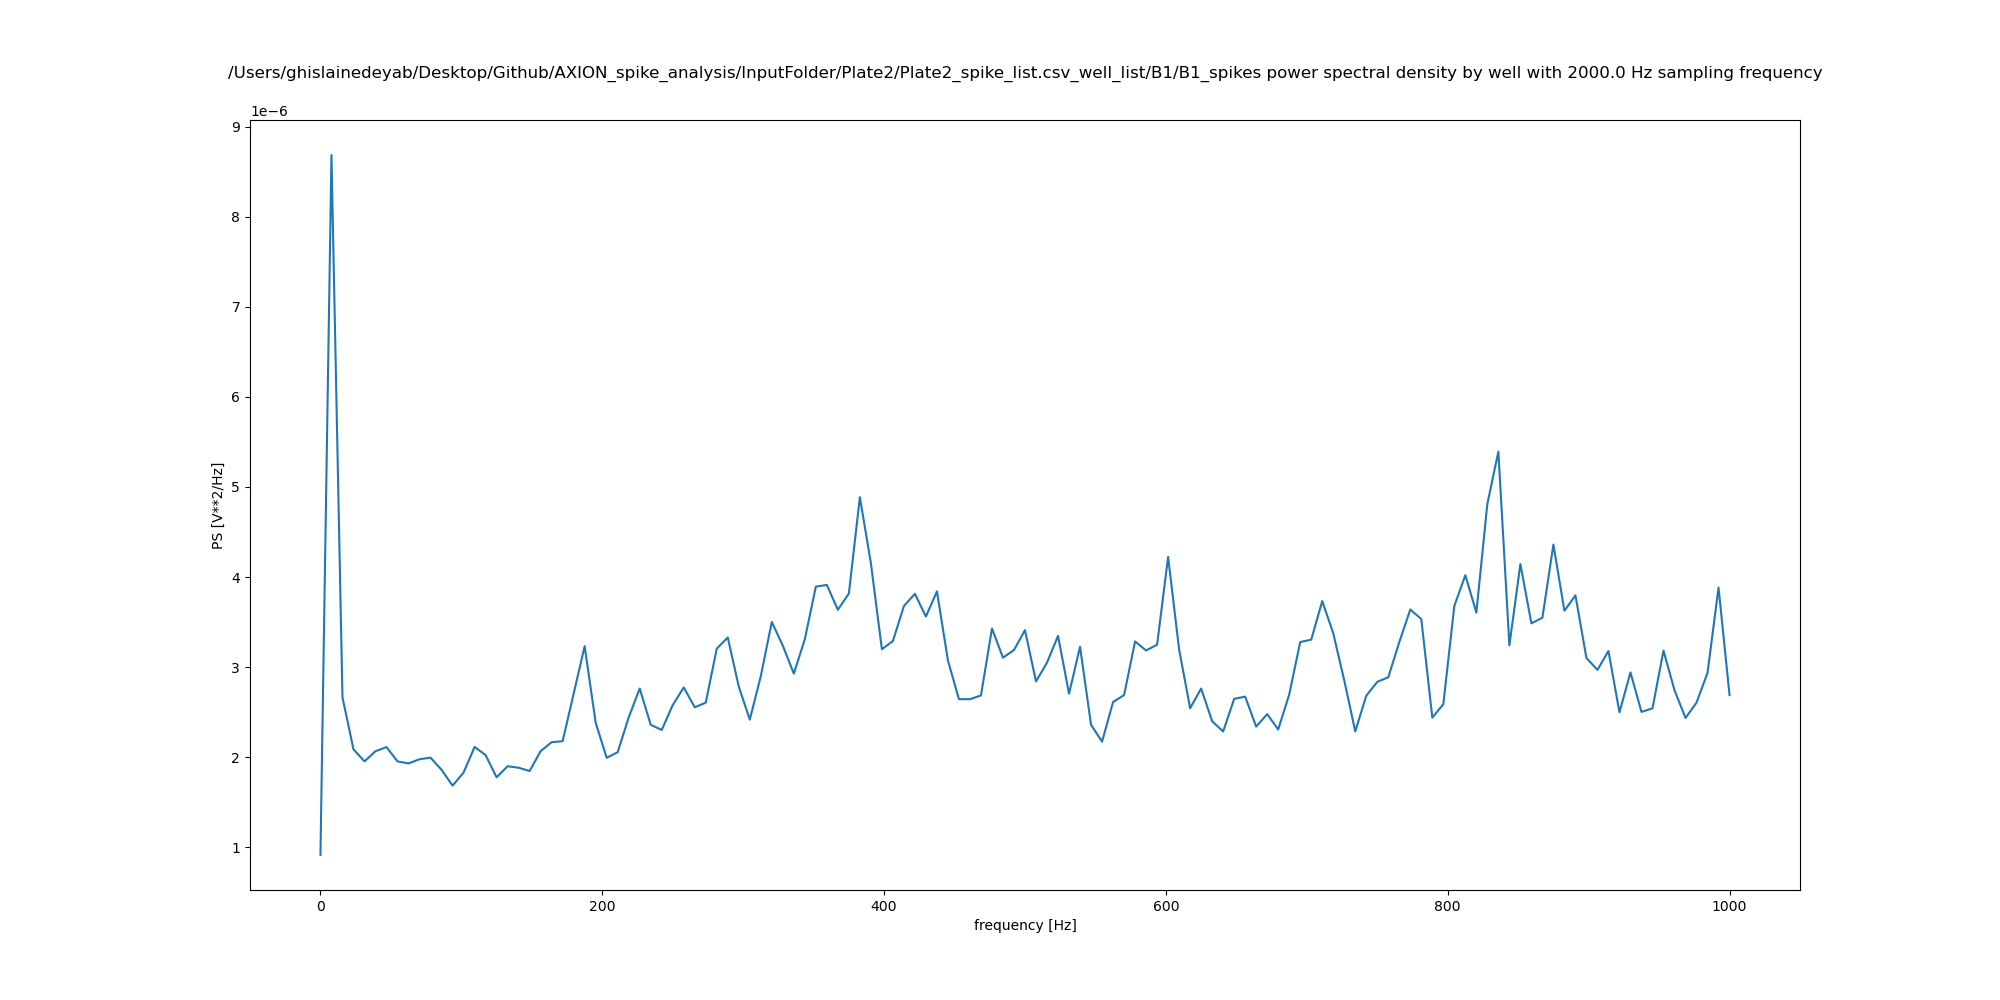 /Users/ghislainedeyab/Desktop/Github/AXION_spike_analysis/InputFolder/Plate2/Plate2_spike_list.csv_well_list/B1/B1_spikes power spectral density by well with 2000.0 Hz sampling frequency
1e−6
9
8
7
6
5
4
3
2
1
PS [V**2/Hz]
0 200 400 600 800 1000
frequency [Hz]